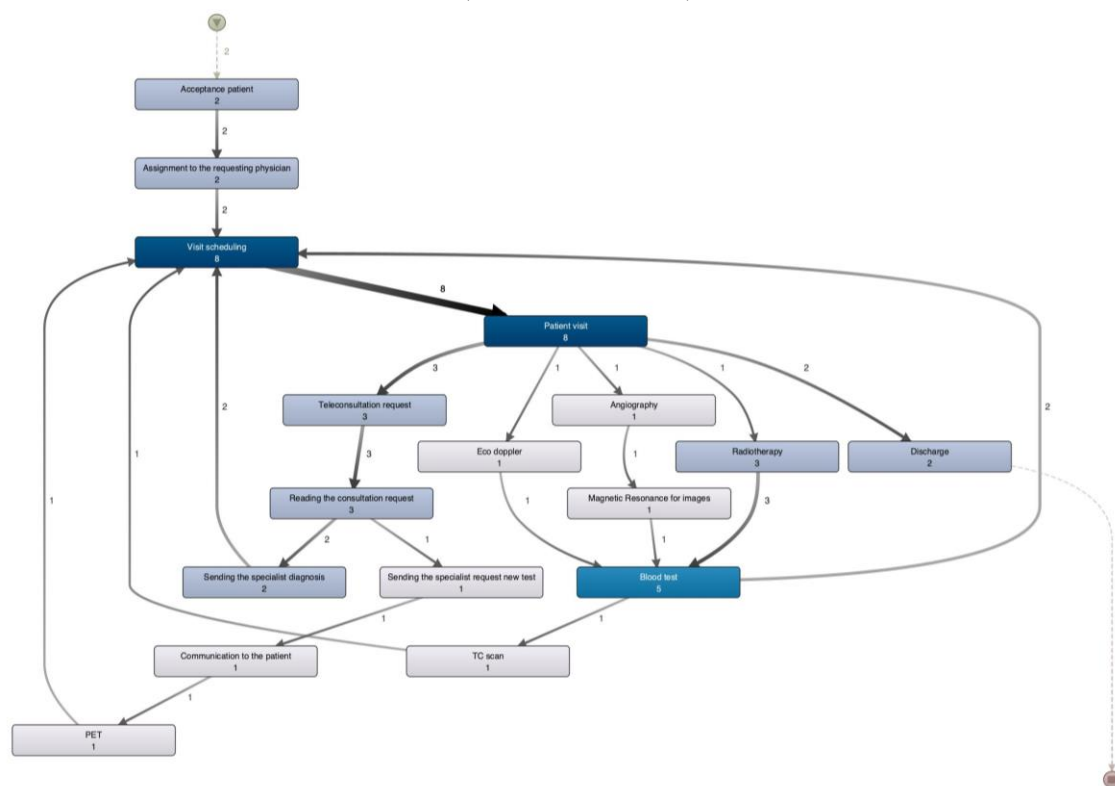 2
Acceptance patient
2
2
Assignment to the requesting physician
2
2
Visit scheduling
8
8
Patient visit
8
3
1
1
1
2
Teleconsultation request
3
Angiography
1
2
2
1
3
1
Eco doppler
1
Radiotherapy
3
Discharge
2
1
1
3
Reading the consultation request
3
Magnetic Resonance for images
1
2
1
1
Sending the specialist diagnosis
2
Sending the specialist request new test
1
Blood test
5
1
1
Communication to the patient
1
TC scan
1
1
PET
1